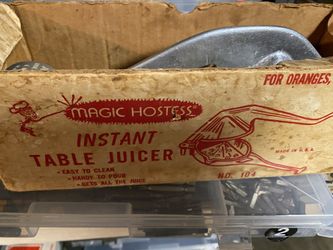 MAGIC HOSTESS
FOR ORANGES,
INSTANT
TABLE JUICER
• EASY TO CLEAN
• HANDY TO POUR
• GETS ALL THE JUICE
NO. 104
MADE IN U.S.A.
2